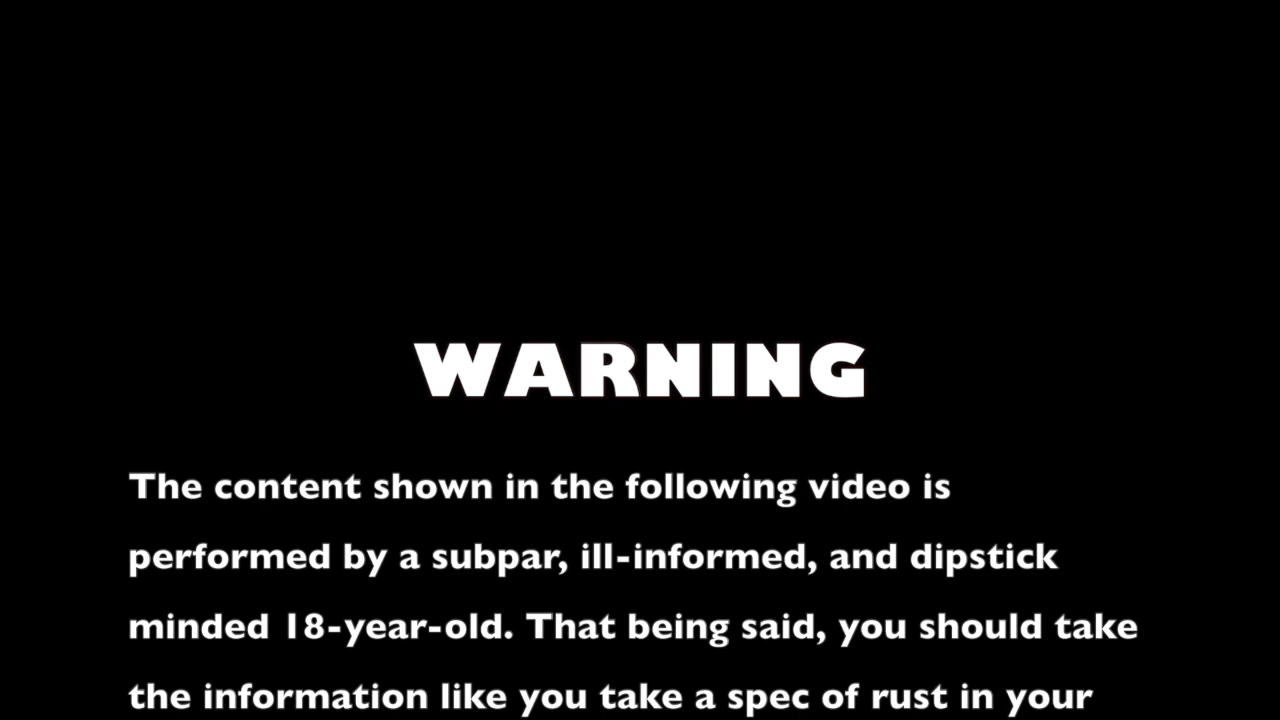 WARNING
The content shown in the following video is
performed by a subpar, ill-informed, and dipstick
minded 18-year-old. That being said, you should take
the information like you take a spec of rust in your